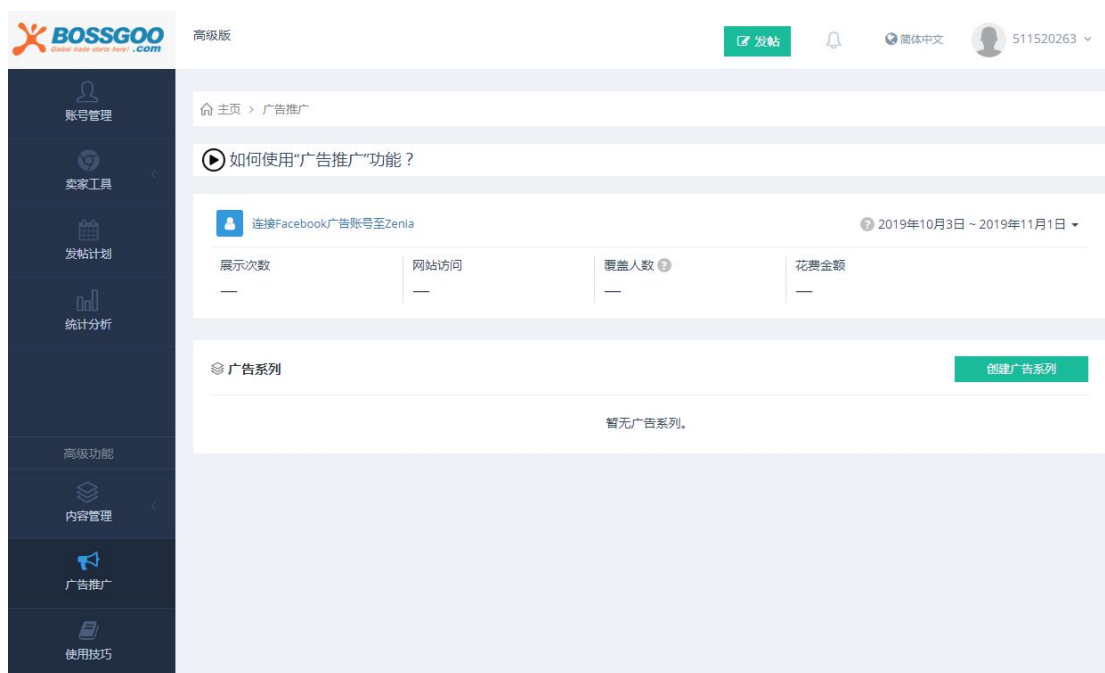 BOSSGOO
Global trade starts here! .com
高级版
发帖
简体中文
511520263
账号管理
卖家工具
发帖计划
统计分析
高级功能
内容管理
广告推广
使用技巧
主页 > 广告推广
如何使用“广告推广”功能？
连接Facebook广告账号至Zenia
2019年10月3日 ~ 2019年11月1日
展示次数
网站访问
覆盖人数
花费金额
—
—
—
—
广告系列
创建广告系列
暂无广告系列。